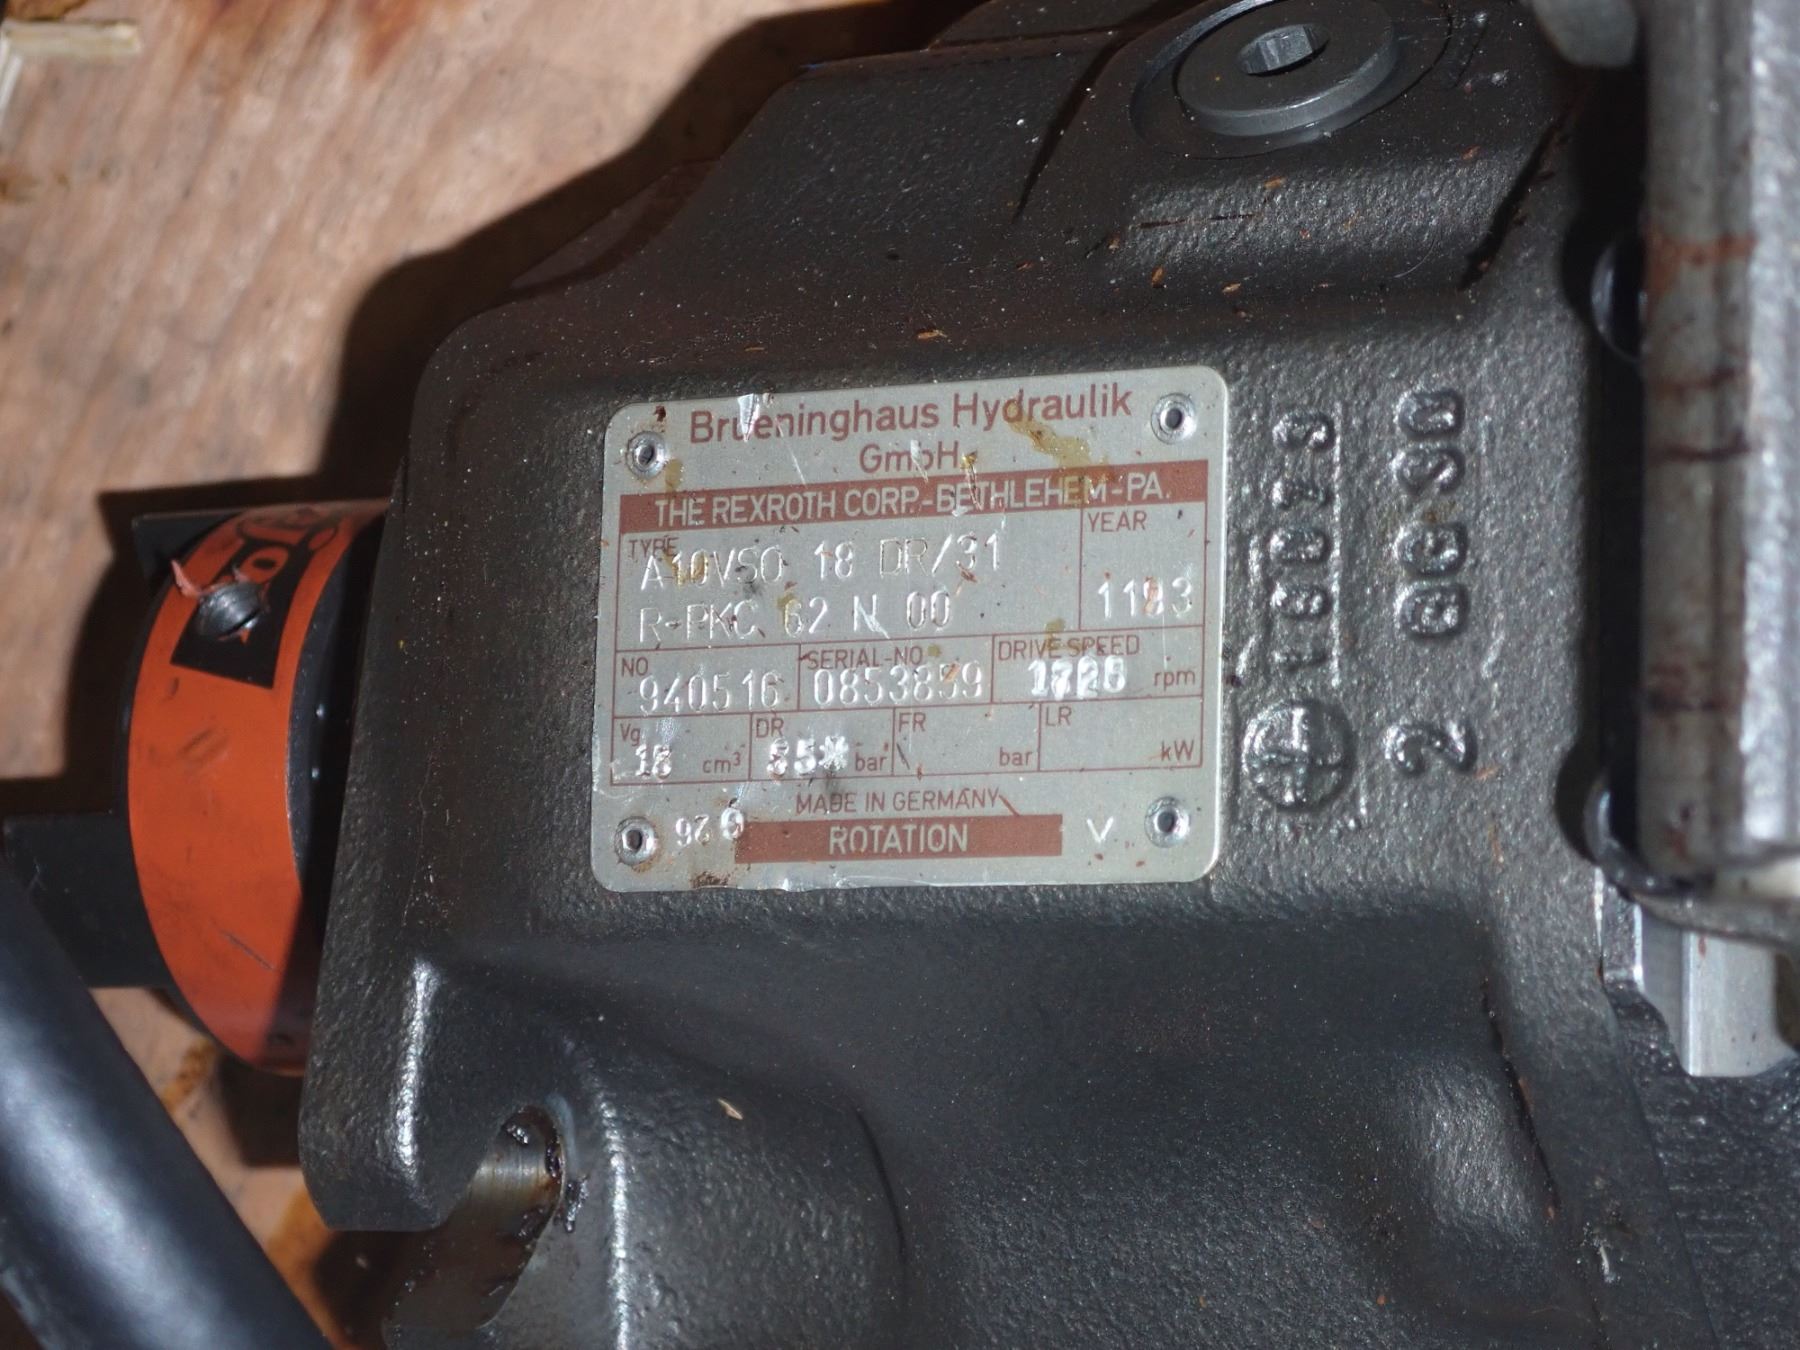 Brueninghaus Hydraulik
GmbH
THE REXROTH CORP.-BETHLEHEM-PA.
TYPE
A10VSO 18 DR/31
R-PKC 62 N 00
YEAR
1193
NO
940516
SERIAL-NO
0853859
DRIVE SPEED
rpm
Vg
18 cm³
DR
bar
FR
bar
LR
kW
MADE IN GERMANY
ROTATION
2